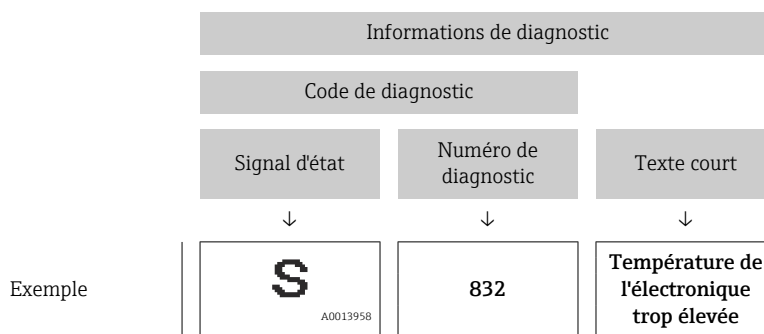 Informations de diagnostic
Code de diagnostic
Signal d'état
Numéro de
diagnostic
Texte court
↓ ↓ ↓
Exemple
S
A0013958
832
Température de
l'électronique
trop élevée